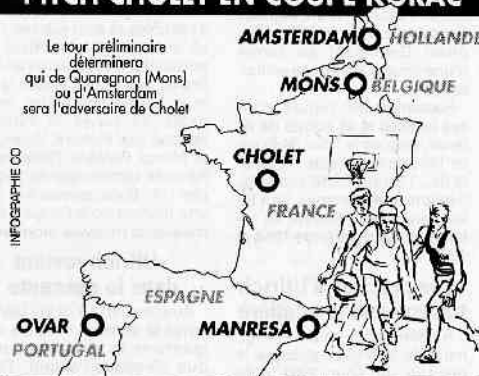 PITCH CHOLET EN COUPE KORAC
Le tour préliminaire
déterminera
qui de Quaregnon (Mons)
ou d'Amsterdam
sera l'adversaire de Cholet
INFOGRAPHIE CO
AMSTERDAM HOLLANDE
MONS BELGIQUE
CHOLET
FRANCE
ESPAGNE
OVAR
PORTUGAL
MANRESA